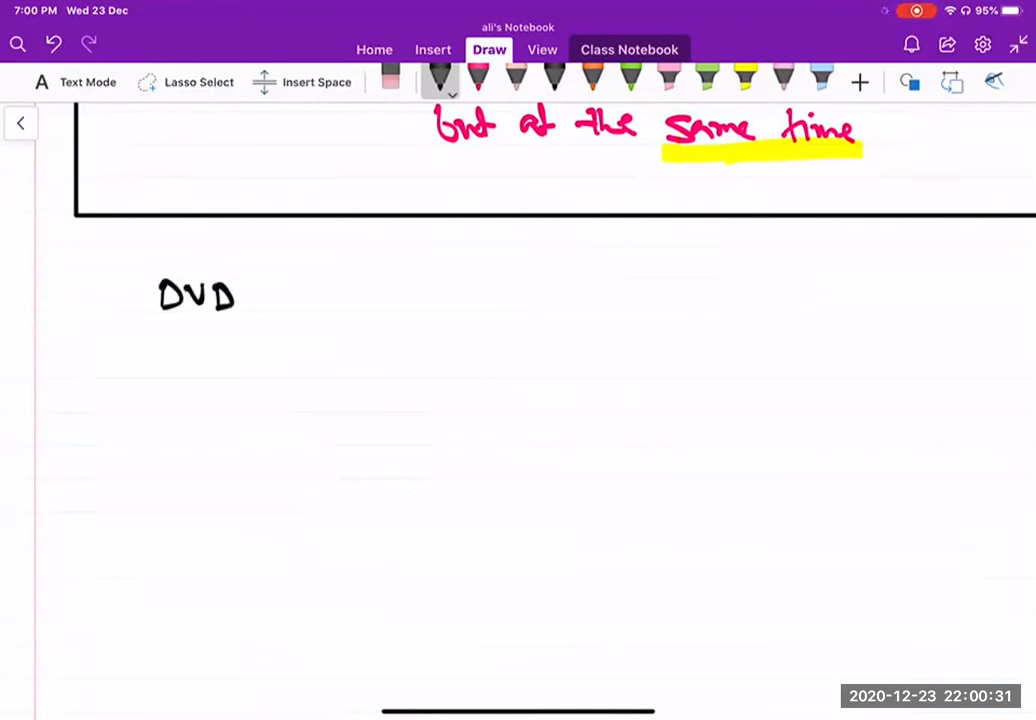 7:00 PM Wed 23 Dec 95%
ali's Notebook
Home Insert Draw View Class Notebook
A Text Mode Lasso Select Insert Space
but at the same time
DVD
2020-12-23 22:00:31